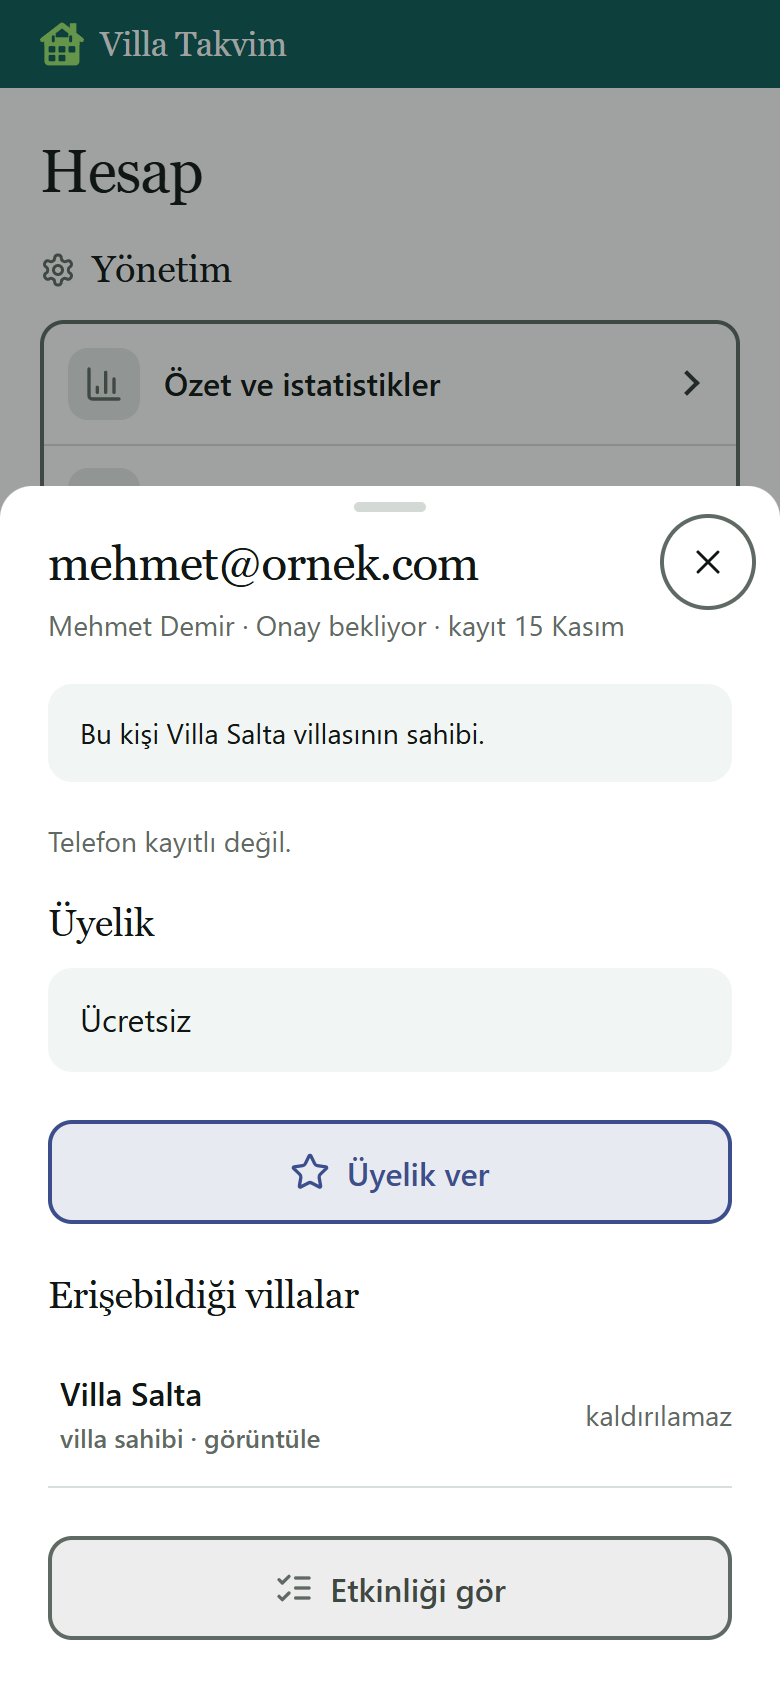 Villa Takvim
Hesap
Yönetim
Özet ve istatistikler
mehmet@ornek.com
Mehmet Demir · Onay bekliyor · kayıt 15 Kasım
Bu kişi Villa Salta villasının sahibi.
Telefon kayıtlı değil.
Üyelik
Ücretsiz
Üyelik ver
Erişebildiği villalar
Villa Salta
villa sahibi · görüntüle
kaldırılamaz
Etkinliği gör